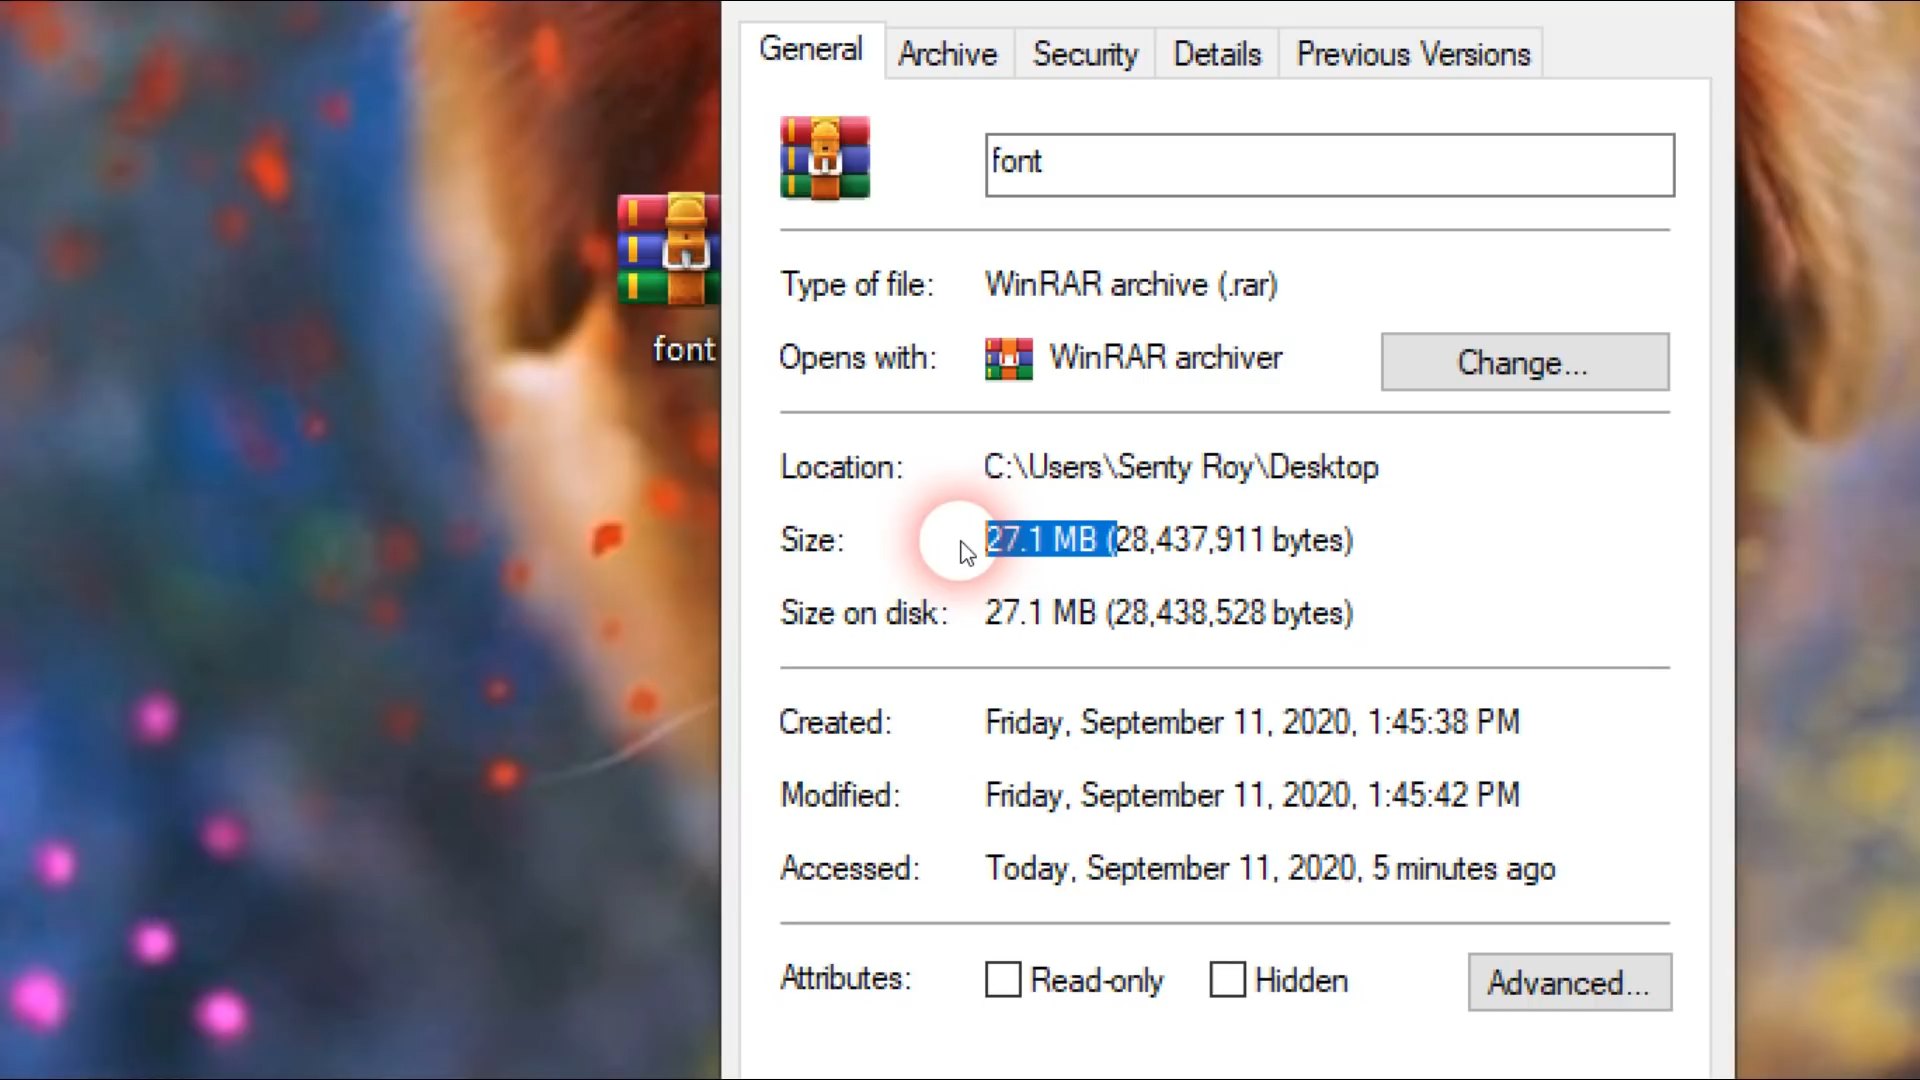 General Archive Security Details Previous Versions
font
font
Type of file: WinRAR archive (.rar)
Opens with: WinRAR archiver Change...
Location: C:\Users\Senty Roy\Desktop
Size: 27.1 MB (28,437,911 bytes)
Size on disk: 27.1 MB (28,438,528 bytes)
Created: Friday, September 11, 2020, 1:45:38 PM
Modified: Friday, September 11, 2020, 1:45:42 PM
Accessed: Today, September 11, 2020, 5 minutes ago
Attributes: Read-only Hidden Advanced...